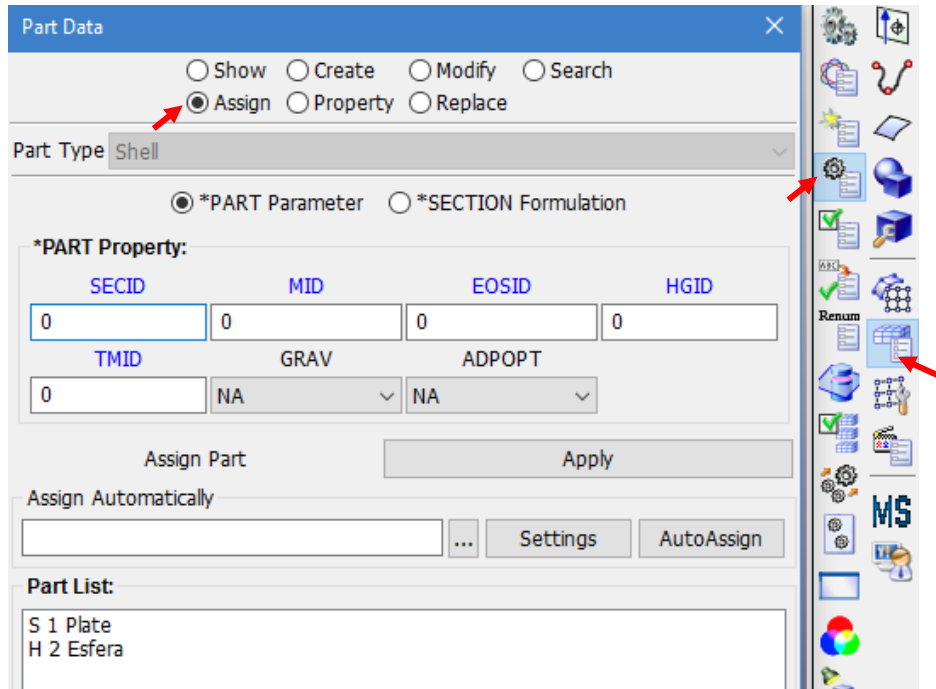 Part Data
Show Create Modify Search
Assign Property Replace
Part Type Shell
*PART Parameter *SECTION Formulation
*PART Property:
SECID MID EOSID HGID
0 0 0 0
TMID GRAV ADPOPT
0 NA NA
Assign Part Apply
Assign Automatically
... Settings AutoAssign
Part List:
S 1 Plate
H 2 Esfera
ABC
Renum
MS